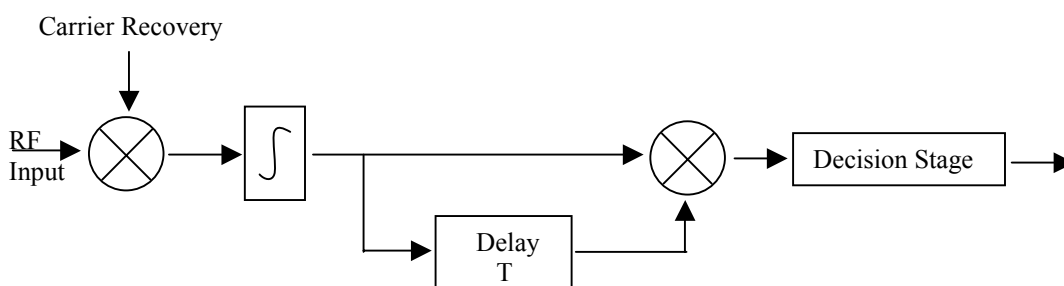 Carrier Recovery
RF
Input
Decision Stage
Delay
T